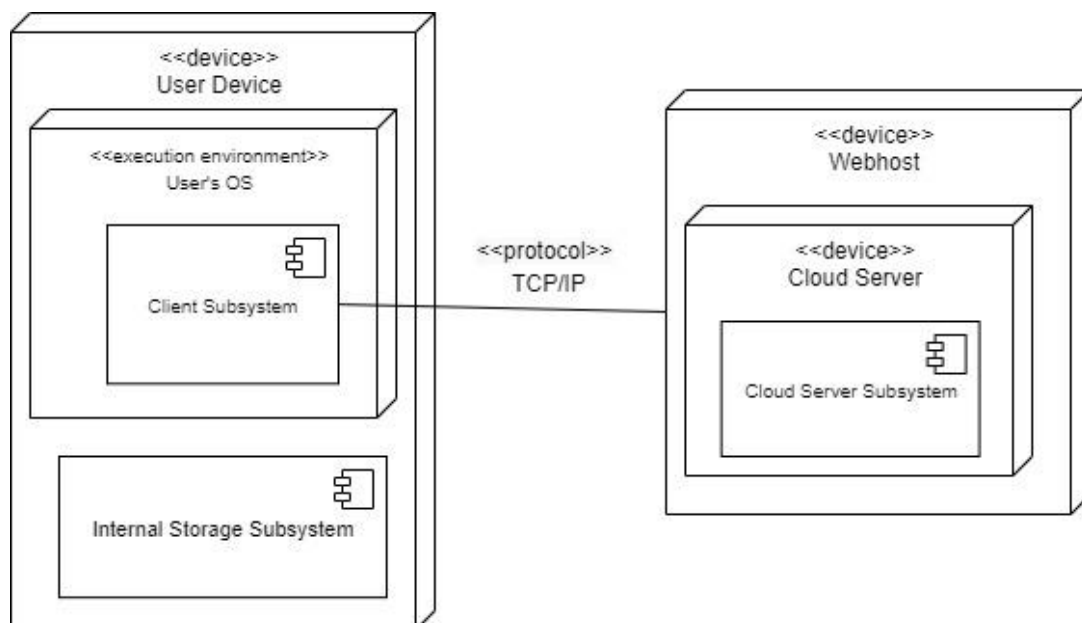 <<device>>
User Device
<<execution environment>>
User's OS
Client Subsystem
Internal Storage Subsystem
<<protocol>>
TCP/IP
<<device>>
Webhost
<<device>>
Cloud Server
Cloud Server Subsystem